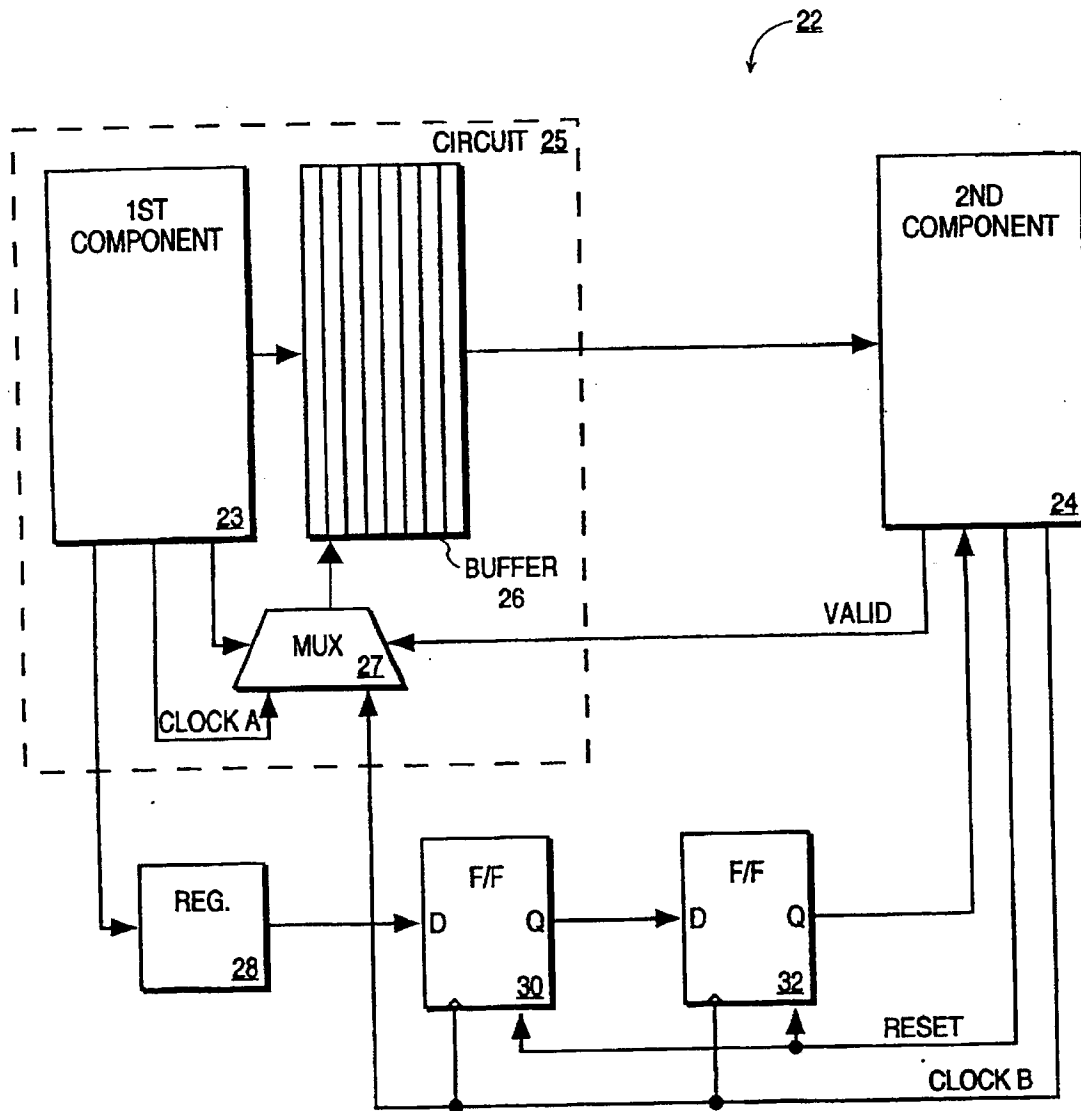 22
CIRCUIT 25
1ST
COMPONENT
23
2ND
COMPONENT
24
BUFFER
26
VALID
MUX
27
CLOCK A
REG.
28
F/F
D Q
30
F/F
D Q
32
RESET
CLOCK B